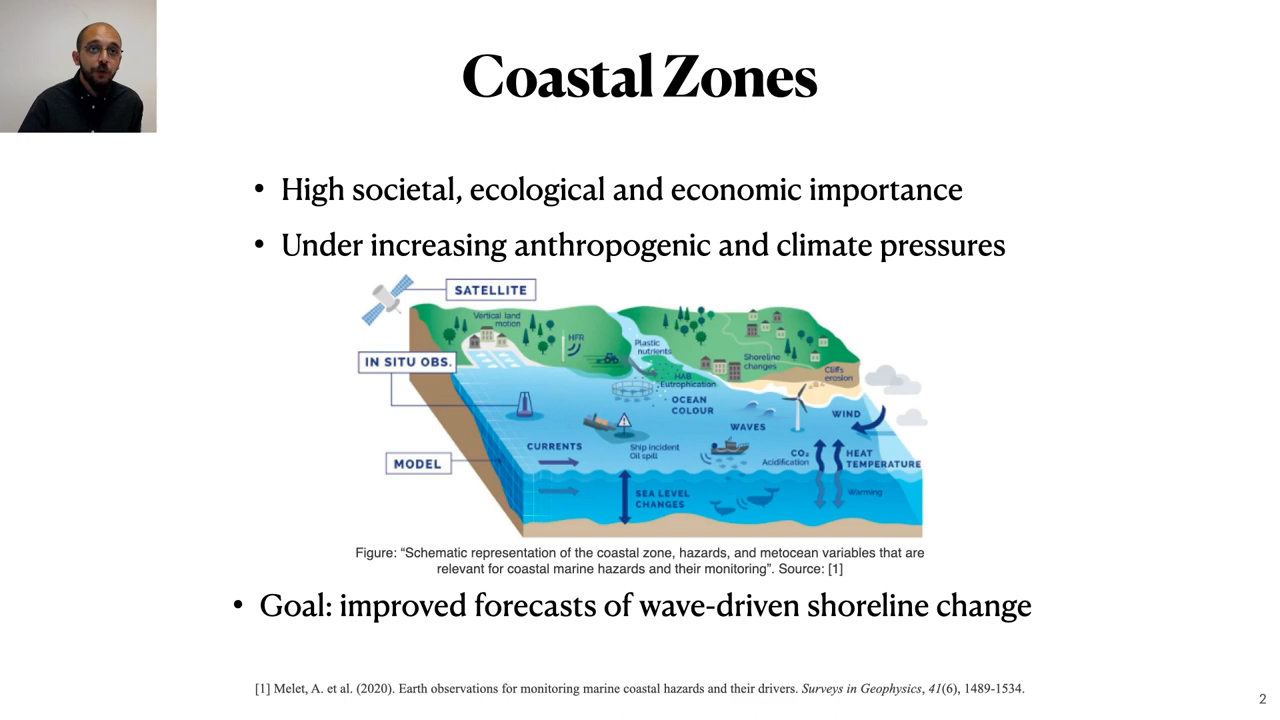 Coastal Zones
• High societal, ecological and economic importance
• Under increasing anthropogenic and climate pressures
SATELLITE
Vertical land
motion
HFR
Plastic
nutrients
IN SITU OBS.
Shoreline
changes
Cliffs
erosion
HAB
Eutrophication
OCEAN
COLOUR
WIND
WAVES
CURRENTS
Ship incident
Oil spill
CO₂
Acidification
HEAT
TEMPERATURE
MODEL
SEA LEVEL
CHANGES
Warming
Figure: “Schematic representation of the coastal zone, hazards, and metocean variables that are
relevant for coastal marine hazards and their monitoring”. Source: [1]
• Goal: improved forecasts of wave-driven shoreline change
[1] Melet, A. et al. (2020). Earth observations for monitoring marine coastal hazards and their drivers. Surveys in Geophysics, 41(6), 1489-1534.
2